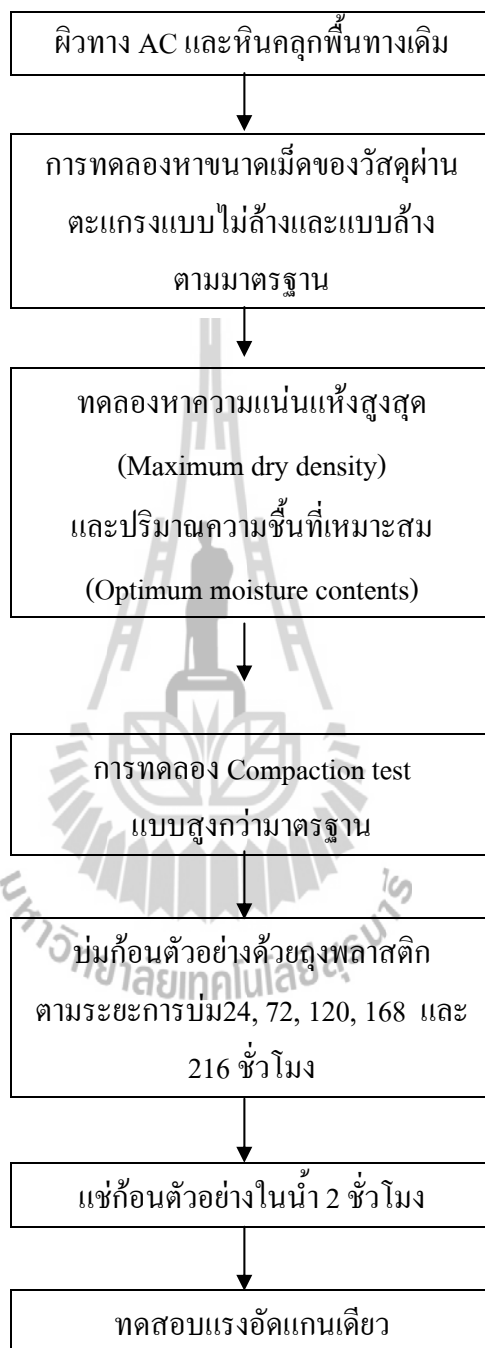 ผิวทาง AC และหินคลุกพื้นทางเดิม
การทดลองหาขนาดเม็ดของวัสดุผ่าน
ตะแกรงแบบไม่ล้างและแบบล้าง
ตามมาตรฐาน
ทดลองหาความแน่นแห้งสูงสุด
(Maximum dry density)
และปริมาณความชื้นที่เหมาะสม
(Optimum moisture contents)
การทดลอง Compaction test
แบบสูงกว่ามาตรฐาน
บ่มก้อนตัวอย่างด้วยถุงพลาสติก
ตามระยะการบ่ม24, 72, 120, 168 และ
216 ชั่วโมง
แช่ก้อนตัวอย่างในน้ำ 2 ชั่วโมง
ทดสอบแรงอัดแกนเดียว